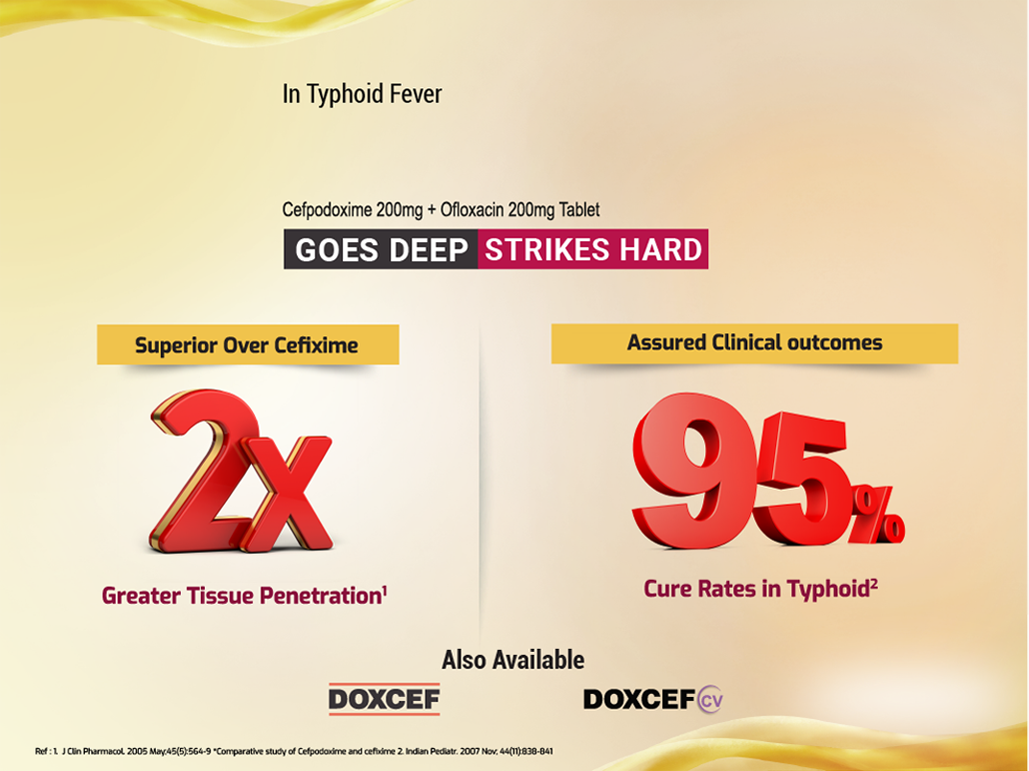 In Typhoid Fever
Cefpodoxime 200mg + Ofloxacin 200mg Tablet
GOES DEEP STRIKES HARD
Superior Over Cefixime
2x
Greater Tissue Penetration¹
Assured Clinical outcomes
95%
Cure Rates in Typhoid²
Also Available
DOXCEF
DOXCEF CV
Ref : 1. J Clin Pharmacol. 2005 May;45(5):564-9 *Comparative study of Cefpodoxime and cefixime 2. Indian Pediatr. 2007 Nov; 44(11):838-841